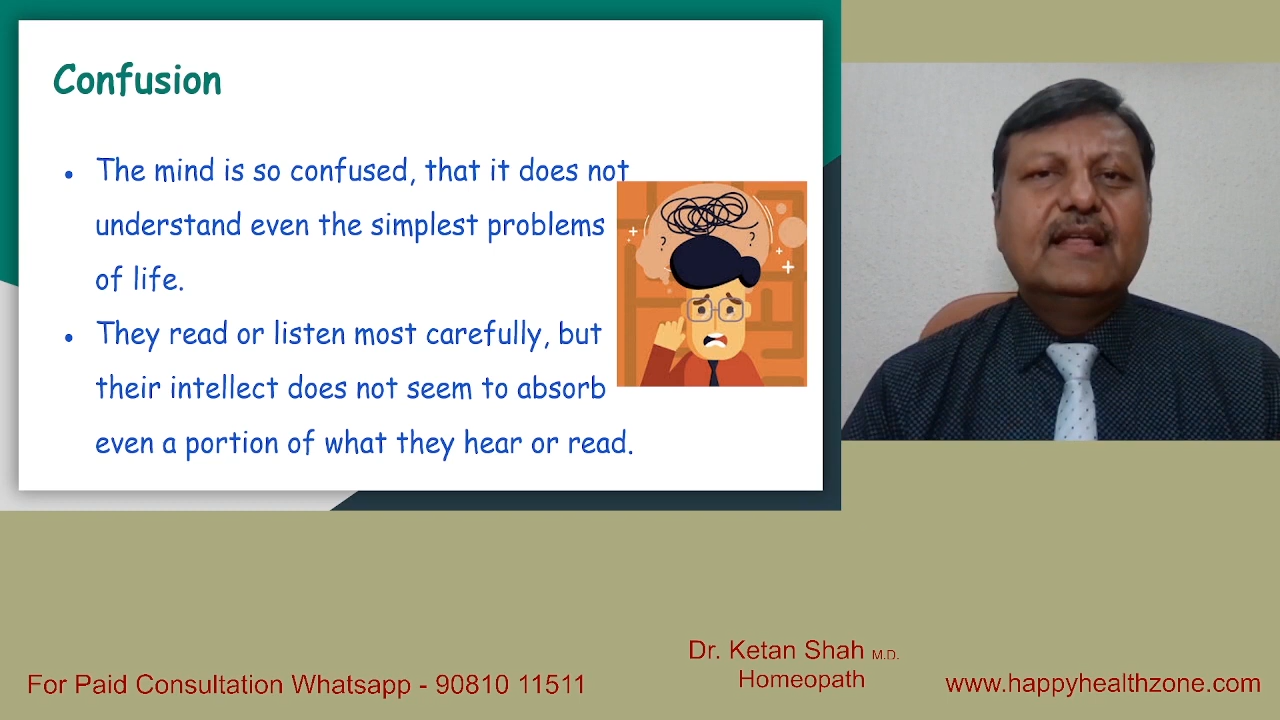 Confusion
• The mind is so confused, that it does not
understand even the simplest problems
of life.
• They read or listen most carefully, but
their intellect does not seem to absorb
even a portion of what they hear or read.
? ?
Dr. Ketan Shah M.D.
Homeopath
For Paid Consultation Whatsapp - 90810 11511
www.happyhealthzone.com